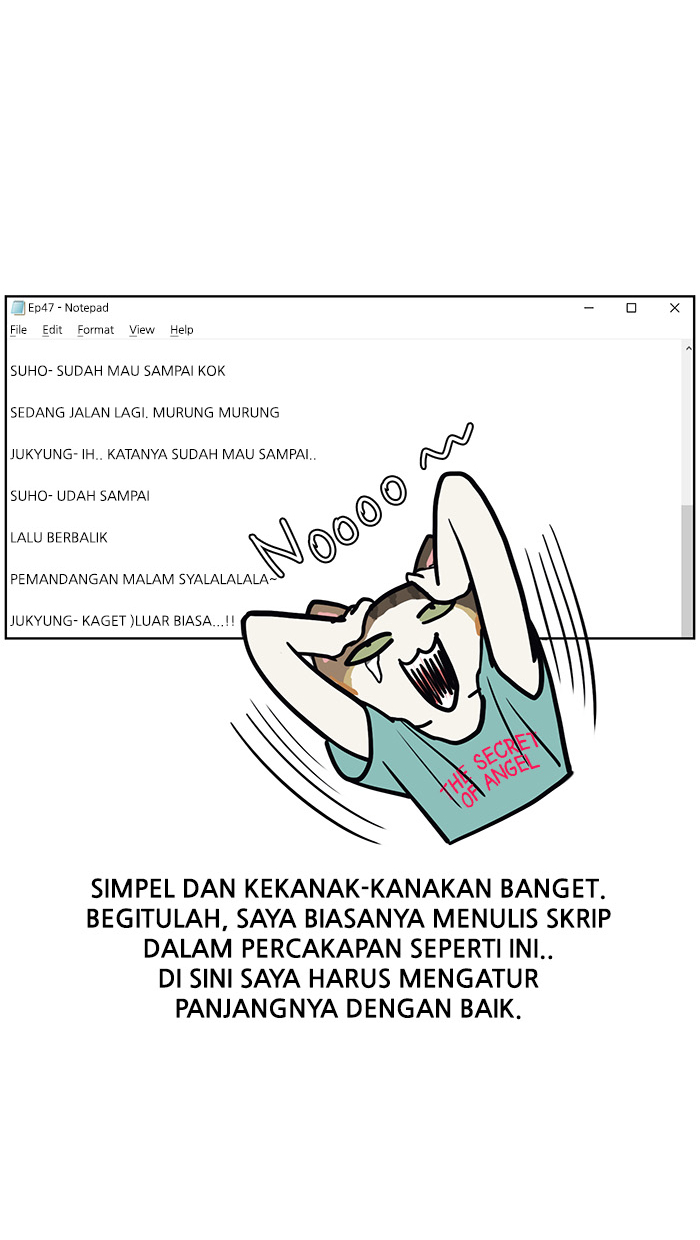 Ep47 - Notepad
File Edit Format View Help
SUHO- SUDAH MAU SAMPAI KOK
SEDANG JALAN LAGI. MURUNG MURUNG
JUKYUNG- IH.. KATANYA SUDAH MAU SAMPAI..
SUHO- UDAH SAMPAI
LALU BERBALIK
PEMANDANGAN MALAM SYALALALALA~
JUKYUNG- KAGET )LUAR BIASA...!!
Noooo~
THE SECRET
OF ANGEL
SIMPEL DAN KEKANAK-KANAKAN BANGET.
BEGITULAH, SAYA BIASANYA MENULIS SKRIP
DALAM PERCAKAPAN SEPERTI INI..
DI SINI SAYA HARUS MENGATUR
PANJANGNYA DENGAN BAIK.